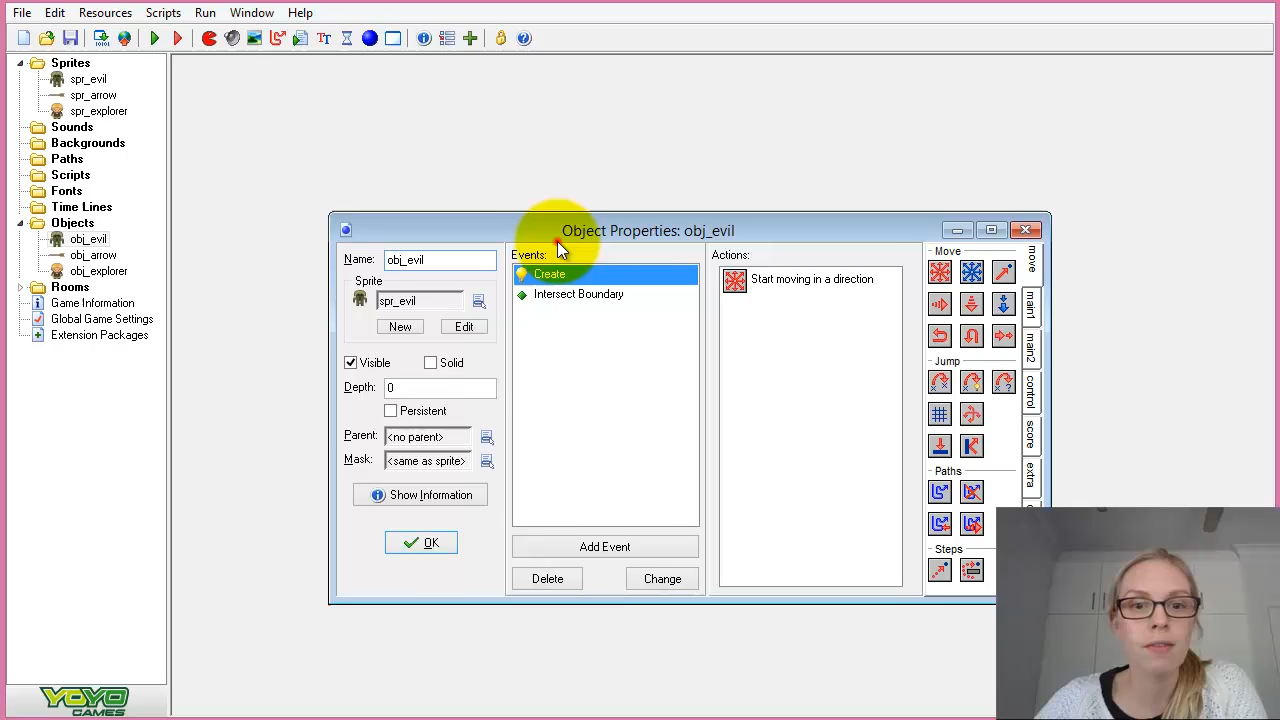 File Edit Resources Scripts Run Window Help
Sprites
spr_evil
spr_arrow
spr_explorer
Sounds
Backgrounds
Paths
Scripts
Fonts
Time Lines
Objects
obj_evil
obj_arrow
obj_explorer
Rooms
Game Information
Global Game Settings
Extension Packages
YOYO
GAMES
Object Properties: obj_evil
Name: obj_evil
Sprite
spr_evil
New Edit
Visible Solid
Depth: 0
Persistent
Parent: <no parent>
Mask: <same as sprite>
Show Information
OK
Events:
Create
Intersect Boundary
Add Event
Delete Change
Actions:
Start moving in a direction
Move
Jump
Paths
Steps
move
main1
main2
control
score
extra